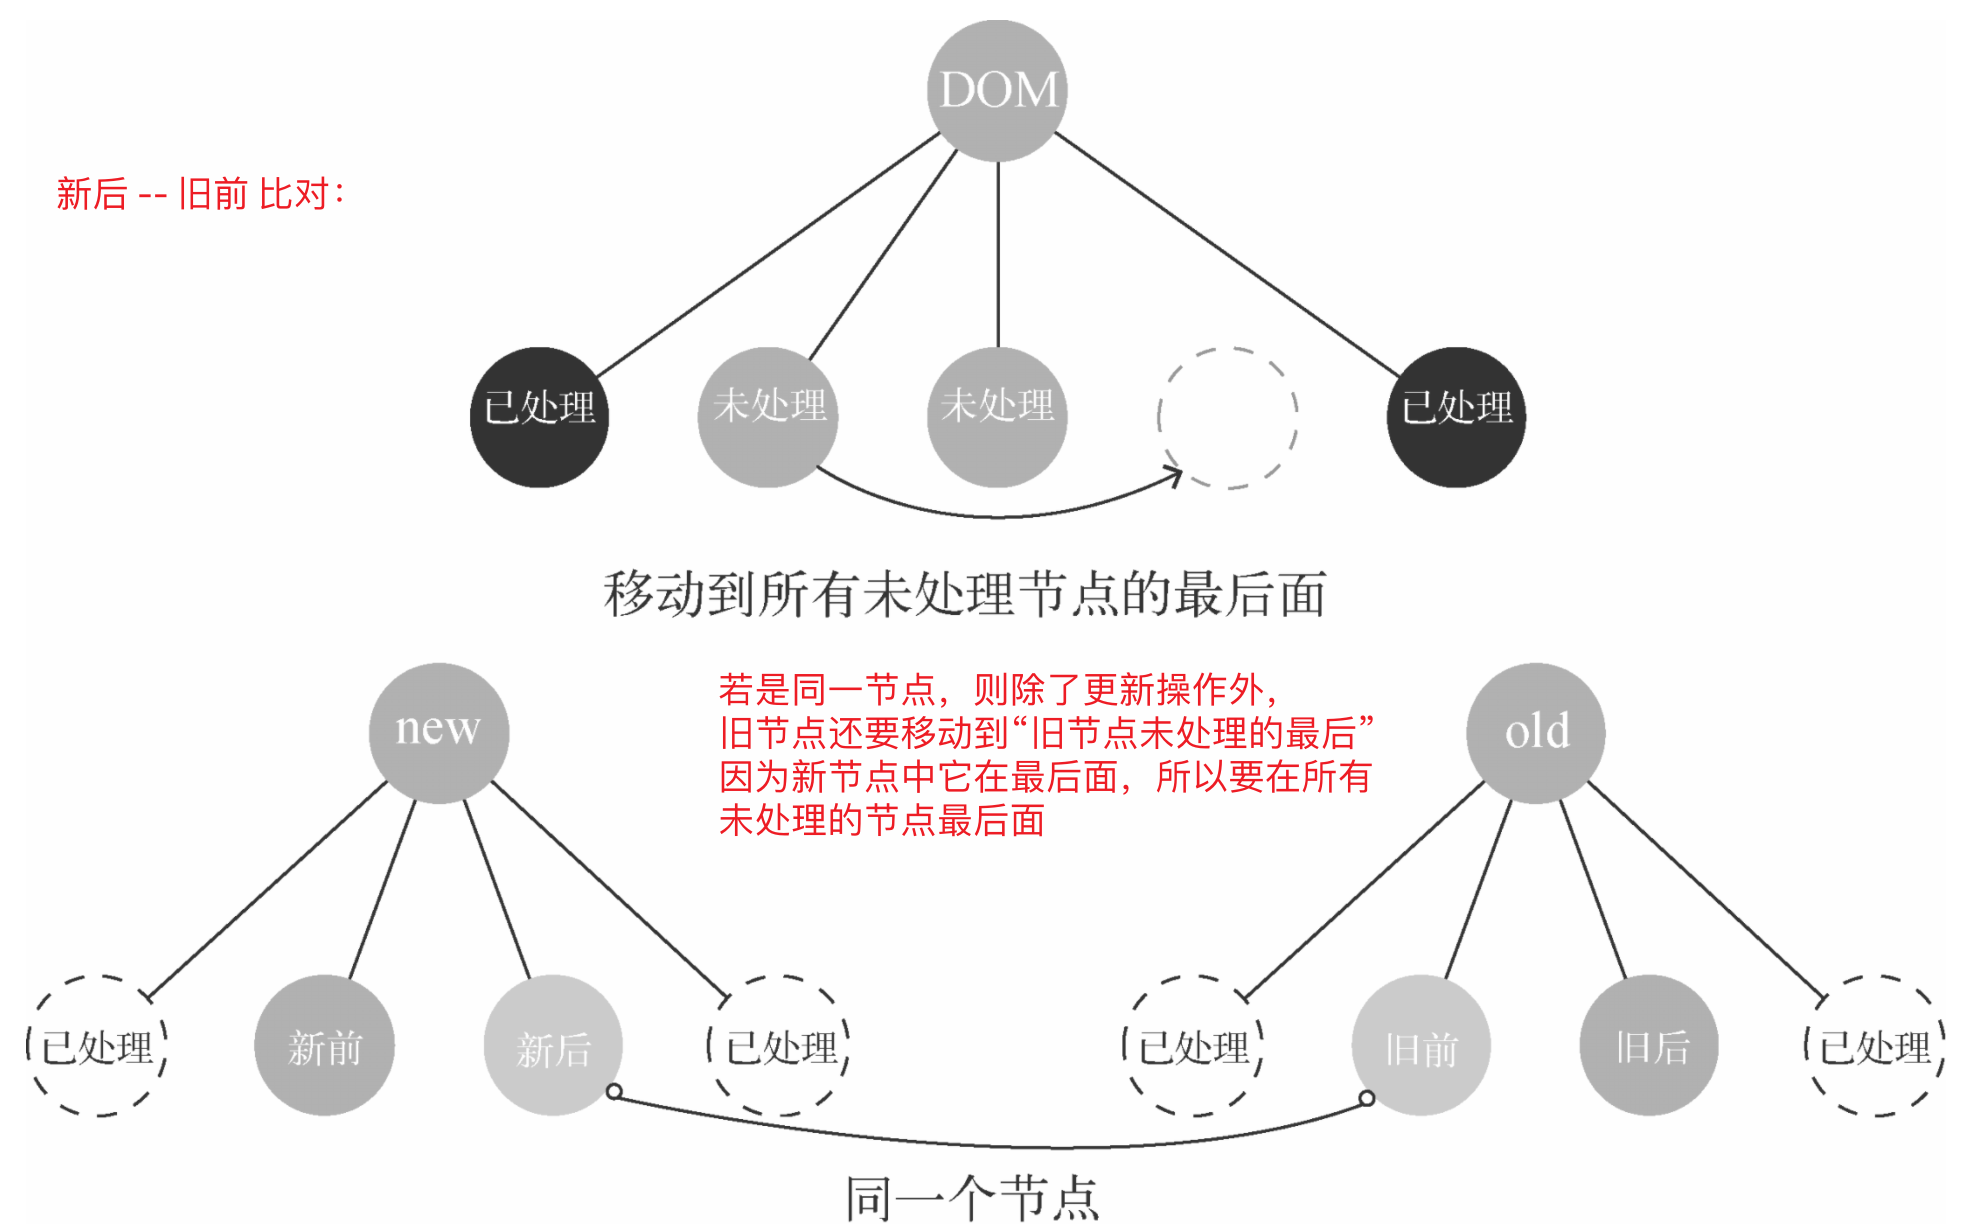 DOM
新后 -- 旧前 比对：
已处理
未处理
未处理
已处理
移动到所有未处理节点的最后面
若是同一节点，则除了更新操作外，
旧节点还要移动到“旧节点未处理的最后”
因为新节点中它在最后面，所以要在所有
未处理的节点最后面
new
old
已处理
新前
新后
已处理
已处理
旧前
旧后
已处理
同一个节点